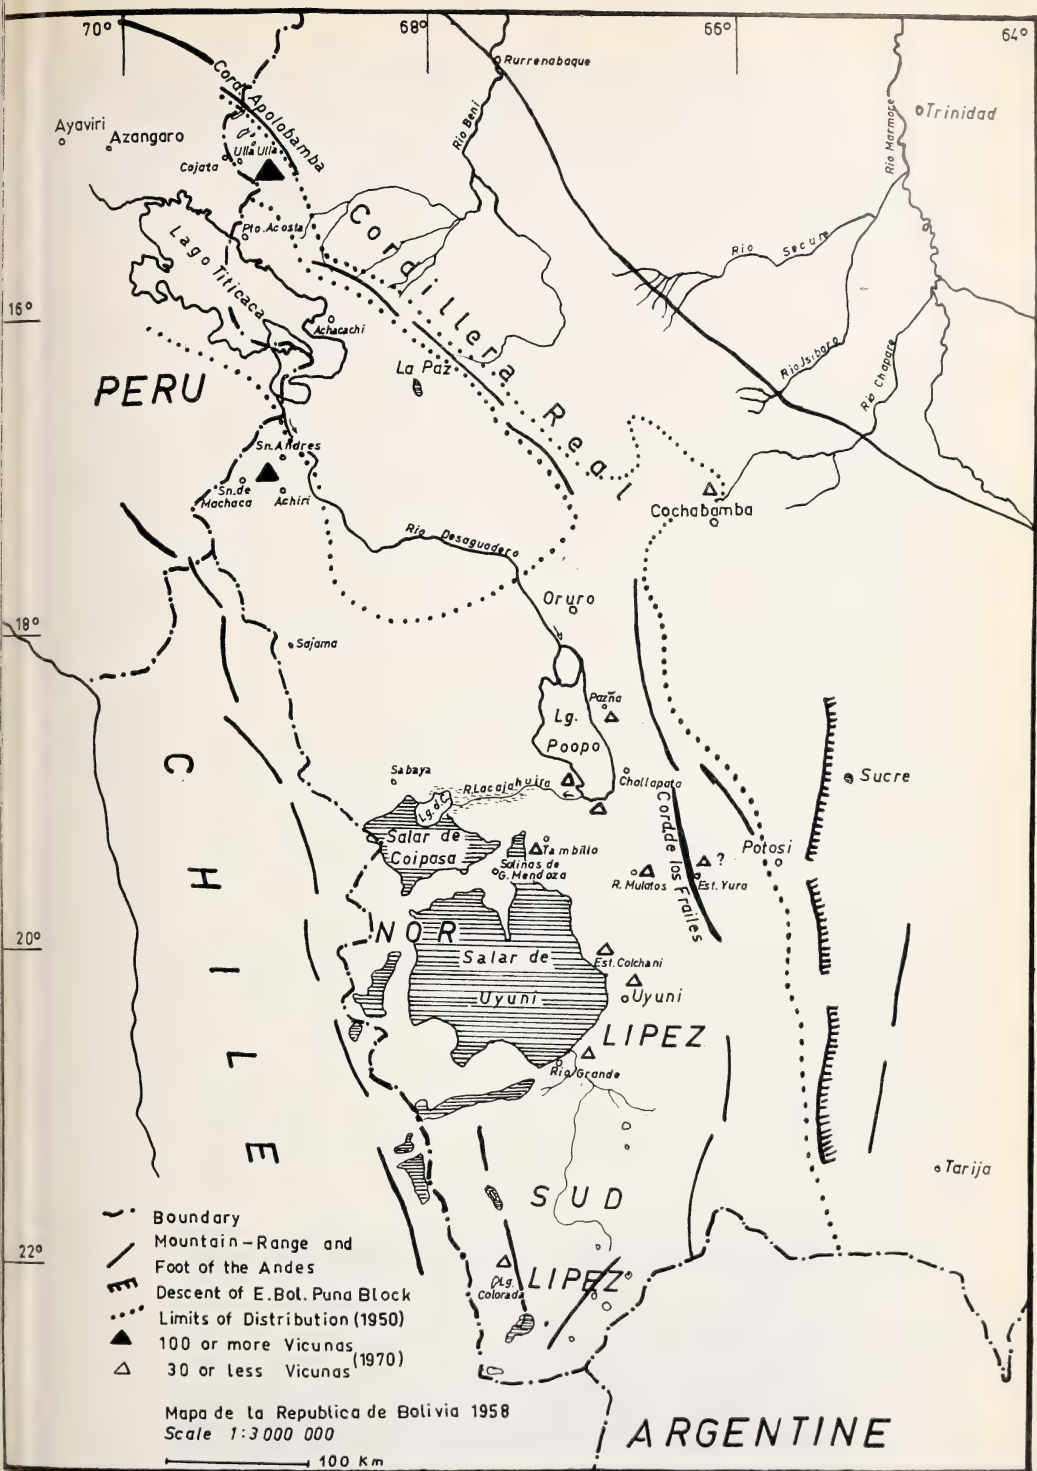 70° 68° 66° 64°
Rurrenabaque
Cord. Apolobamba
Rio Beni
Rio Marmore
Trinidad
Ayaviri
Azangaro
Ulla Ulla
Cojata
Pto. Acosta
Cordillera Real
Rio Secure
Lago Titicaca
16°
Achacachi
La Paz
Rio Isiboro
Rio Chapare
PERU
Sn. Andres
Sn. de
Machaca
Achiri
Cochabamba
Rio Desaguadero
Oruro
18°
Sajama
Pazña
Lg.
Poopo
CHILE
Sabaya
R. Lacajahuira
Challapata
Sucre
Lg. d. C.
Salar de
Coipasa
Tambillo
Salinas de
G. Mendoza
Cord. de los Frailes
Potosi
?
R. Mulatos
Est. Yura
20°
NOR
Salar de
Uyuni
Est. Colchani
Uyuni
LIPEZ
Rio Grande
Tarija
SUD
22°
LIPEZ
Lg.
Colorada
Boundary
Mountain-Range and
Foot of the Andes
Descent of E. Bol. Puna Block
Limits of Distribution (1950)
100 or more Vicunas
(1970)
30 or less Vicunas
Mapa de la Republica de Bolivia 1958
Scale 1:3 000 000
100 Km
ARGENTINE